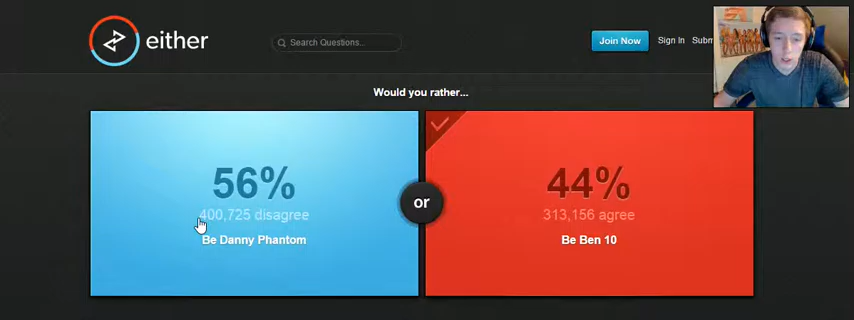 either
Search Questions...
Join Now
Sign In
Subm
Would you rather...
56%
400,725 disagree
Be Danny Phantom
or
44%
313,156 agree
Be Ben 10